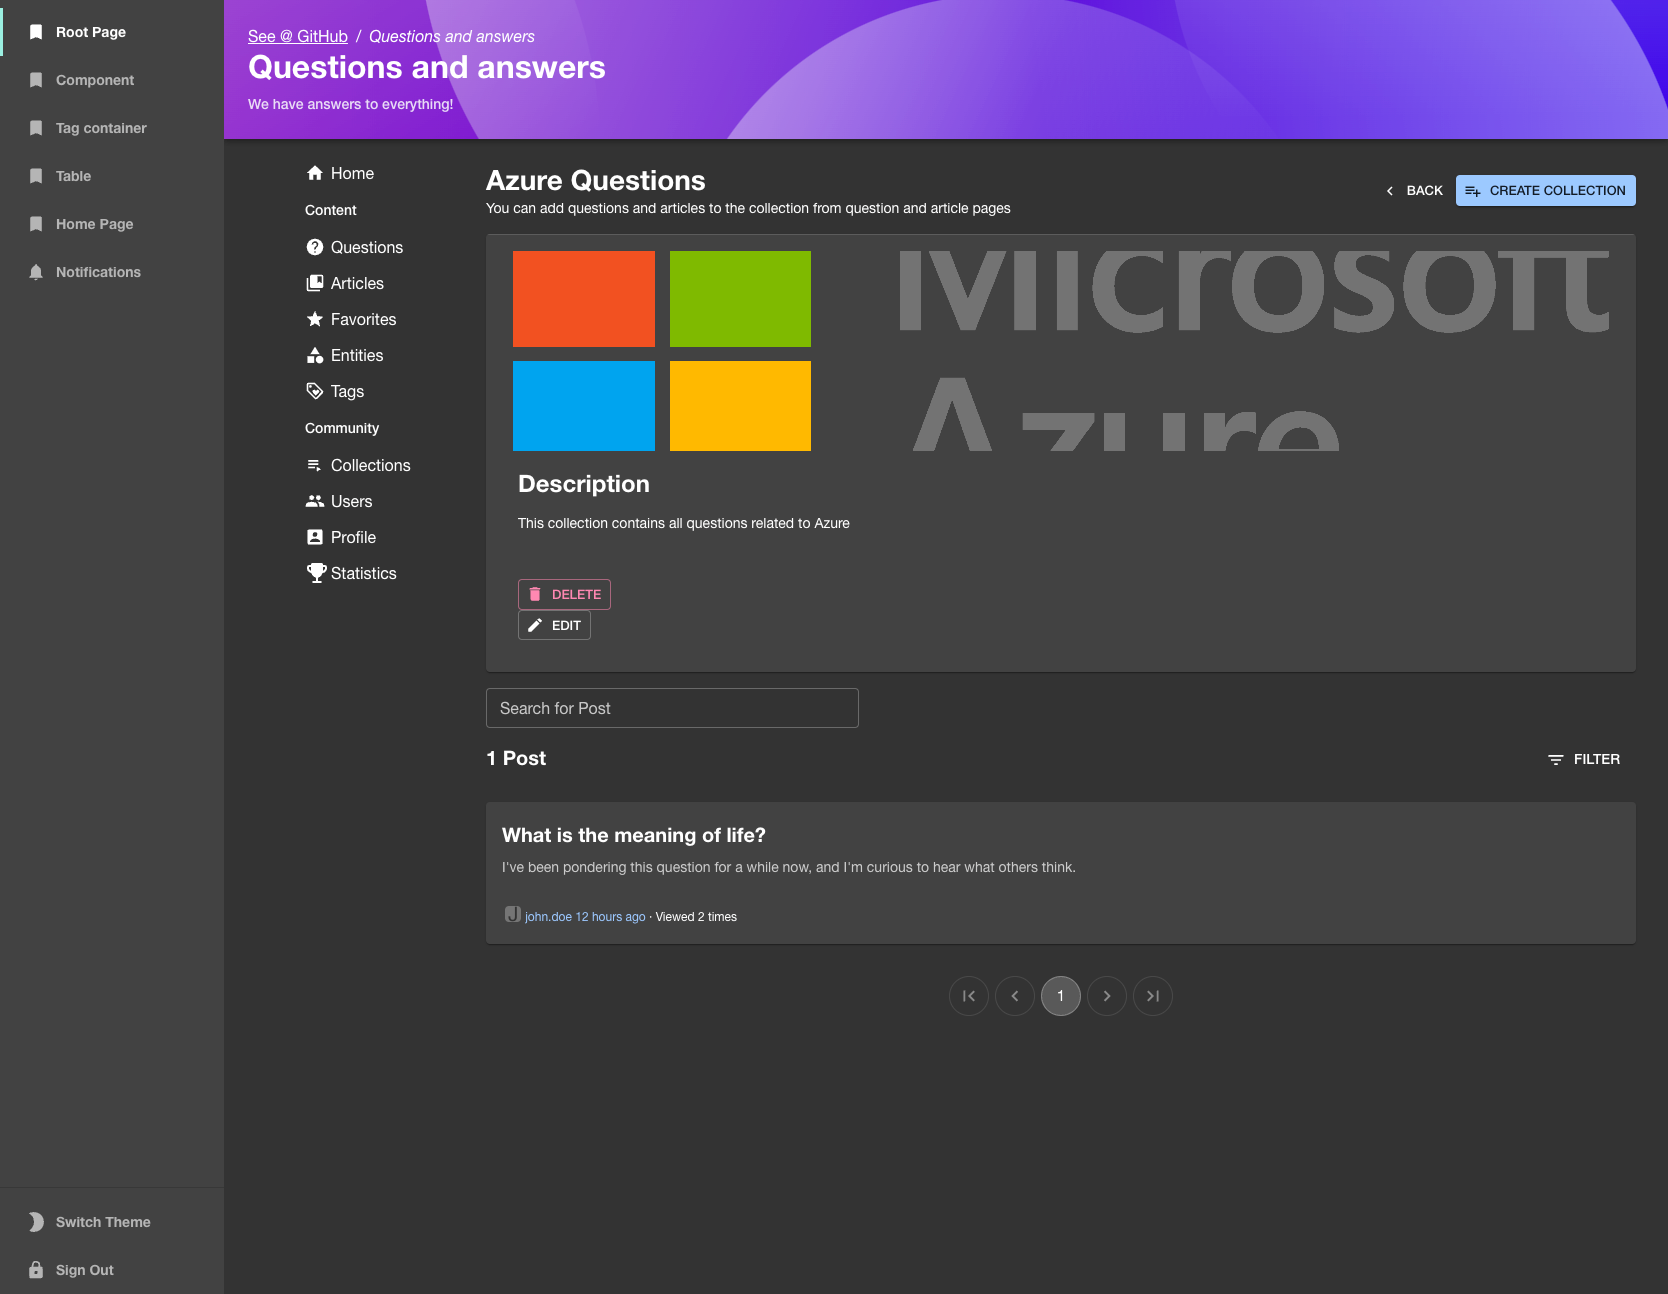 Root Page
Component
Tag container
Table
Home Page
Notifications
Switch Theme
Sign Out
See @ GitHub / Questions and answers
Questions and answers
We have answers to everything!
Home
Content
Questions
Articles
Favorites
Entities
Tags
Community
Collections
Users
Profile
Statistics
Azure Questions
You can add questions and articles to the collection from question and article pages
BACK
CREATE COLLECTION
Microsoft
Azure
Description
This collection contains all questions related to Azure
DELETE
EDIT
Search for Post
1 Post
FILTER
What is the meaning of life?
I've been pondering this question for a while now, and I'm curious to hear what others think.
J john.doe 12 hours ago · Viewed 2 times
1